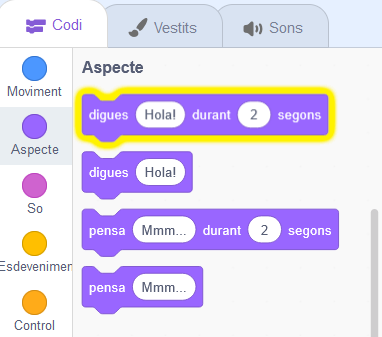 Codi Vestits Sons
Moviment
Aspecte
So
Esdevenimen
Control
Aspecte
digues Hola! durant 2 segons
digues Hola!
pensa Mmm... durant 2 segons
pensa Mmm...